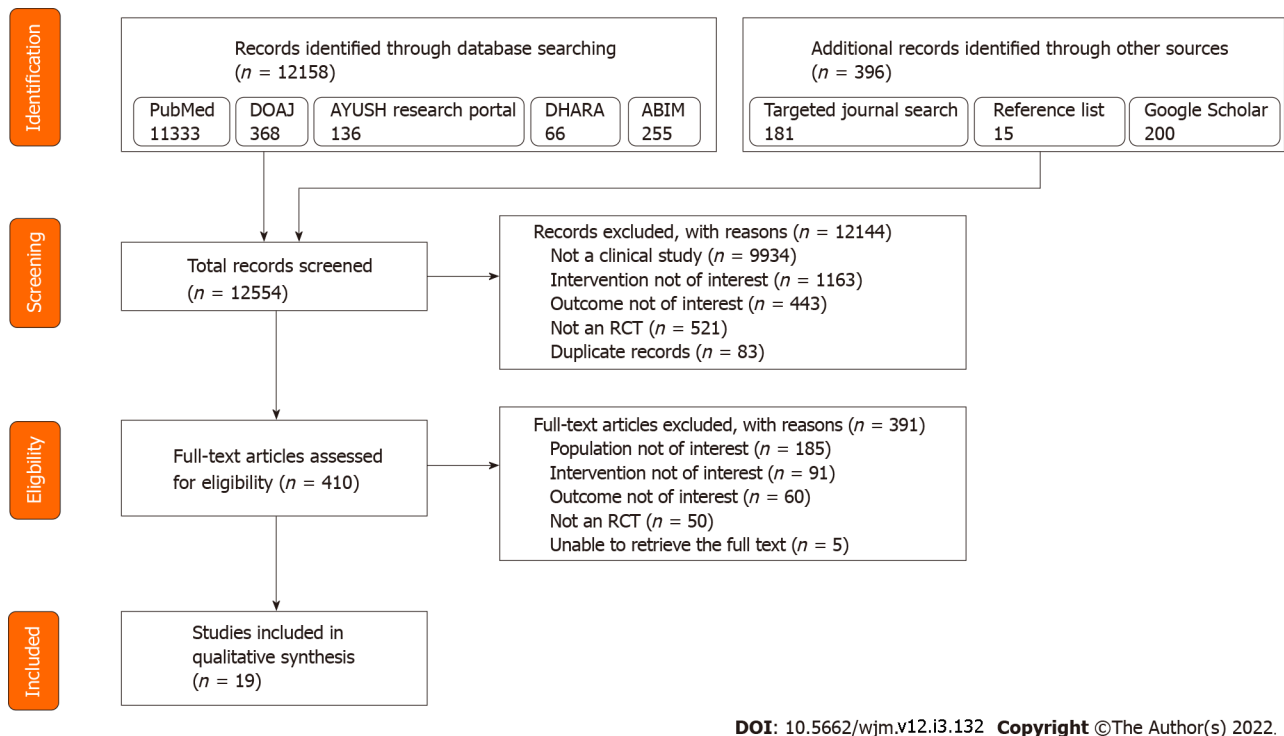 Identification
Records identified through database searching
(n = 12158)
PubMed
11333
DOAJ
368
AYUSH research portal
136
DHARA
66
ABIM
255
Additional records identified through other sources
(n = 396)
Targeted journal search
181
Reference list
15
Google Scholar
200
Screening
Total records screened
(n = 12554)
Records excluded, with reasons (n = 12144)
Not a clinical study (n = 9934)
Intervention not of interest (n = 1163)
Outcome not of interest (n = 443)
Not an RCT (n = 521)
Duplicate records (n = 83)
Eligbility
Full-text articles assessed
for eligibility (n = 410)
Full-text articles excluded, with reasons (n = 391)
Population not of interest (n = 185)
Intervention not of interest (n = 91)
Outcome not of interest (n = 60)
Not an RCT (n = 50)
Unable to retrieve the full text (n = 5)
Included
Studies included in
qualitative synthesis
(n = 19)
DOI: 10.5662/wjm.v12.i3.132 Copyright ©The Author(s) 2022.